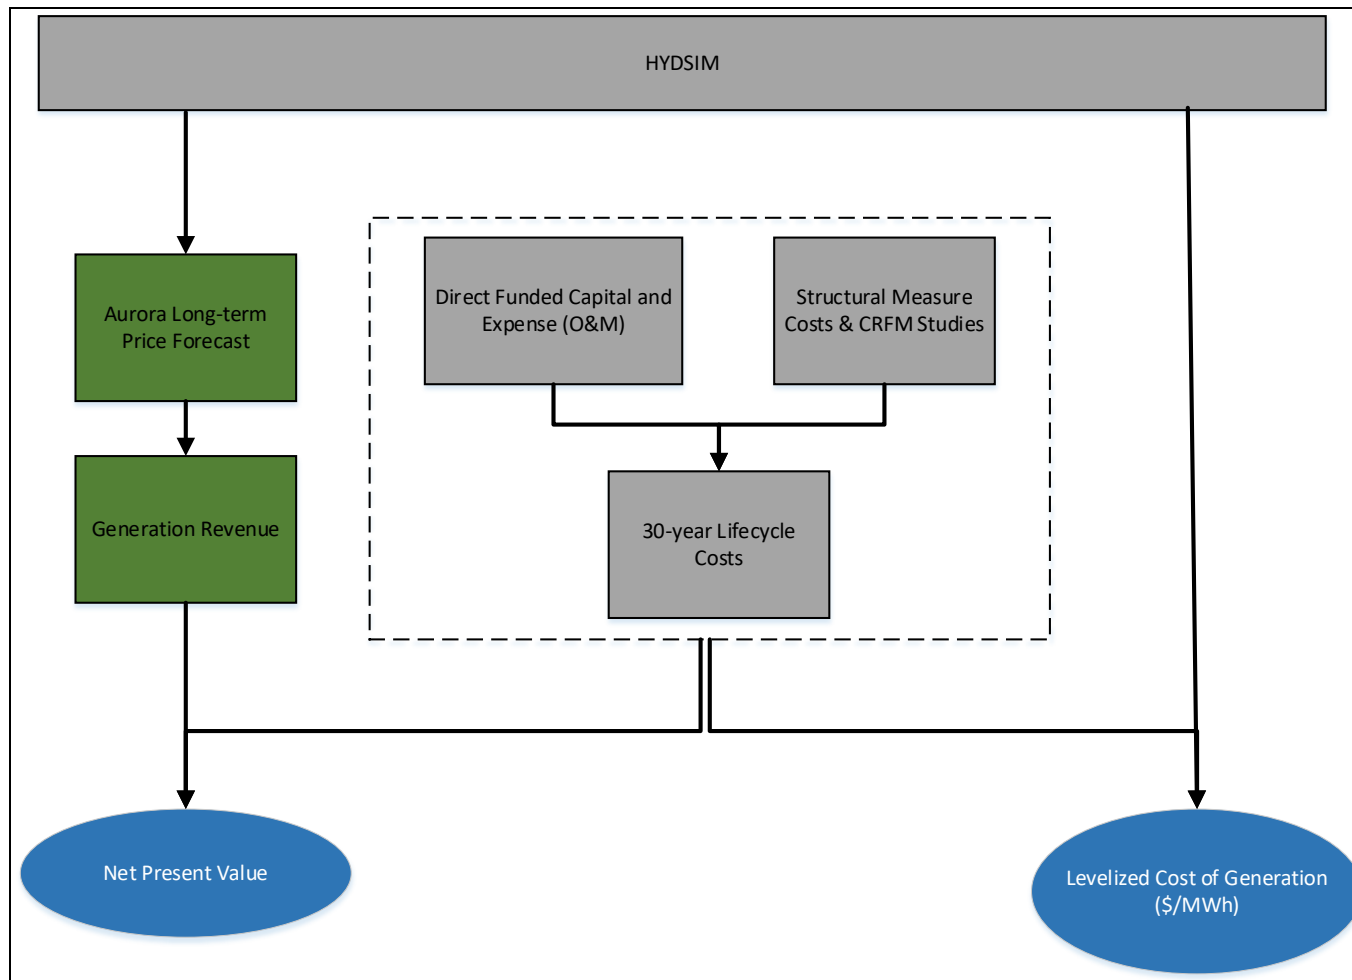 HYDSIM
Direct Funded Capital and
Expense (O&M)
Structural Measure
Costs & CRFM Studies
Aurora Long-term
Price Forecast
Generation Revenue
30-year Lifecycle
Costs
Net Present Value
Levelized Cost of Generation
($/MWh)